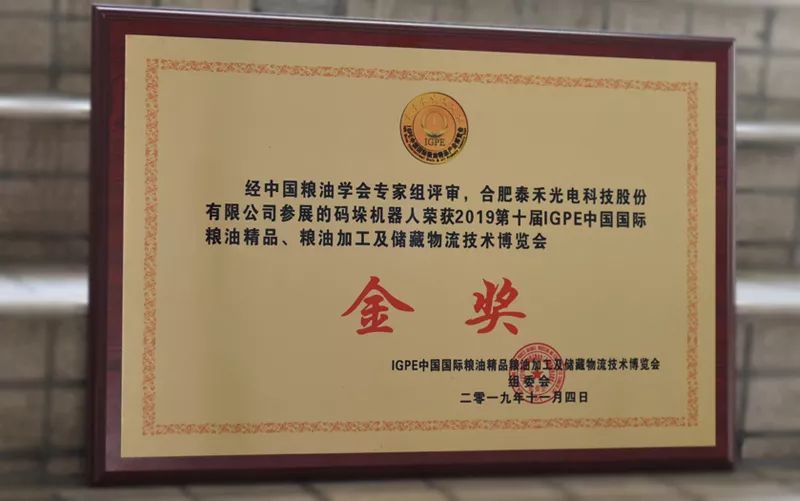 IGPE
经中国粮油学会专家组评审，合肥泰禾光电科技股份
有限公司参展的码垛机器人荣获2019第十届IGPE中国国际
粮油精品、粮油加工及储藏物流技术博览会
金奖
IGPE中国国际粮油精品粮油加工及储藏物流技术博览会
组委会
二零一九年十一月四日